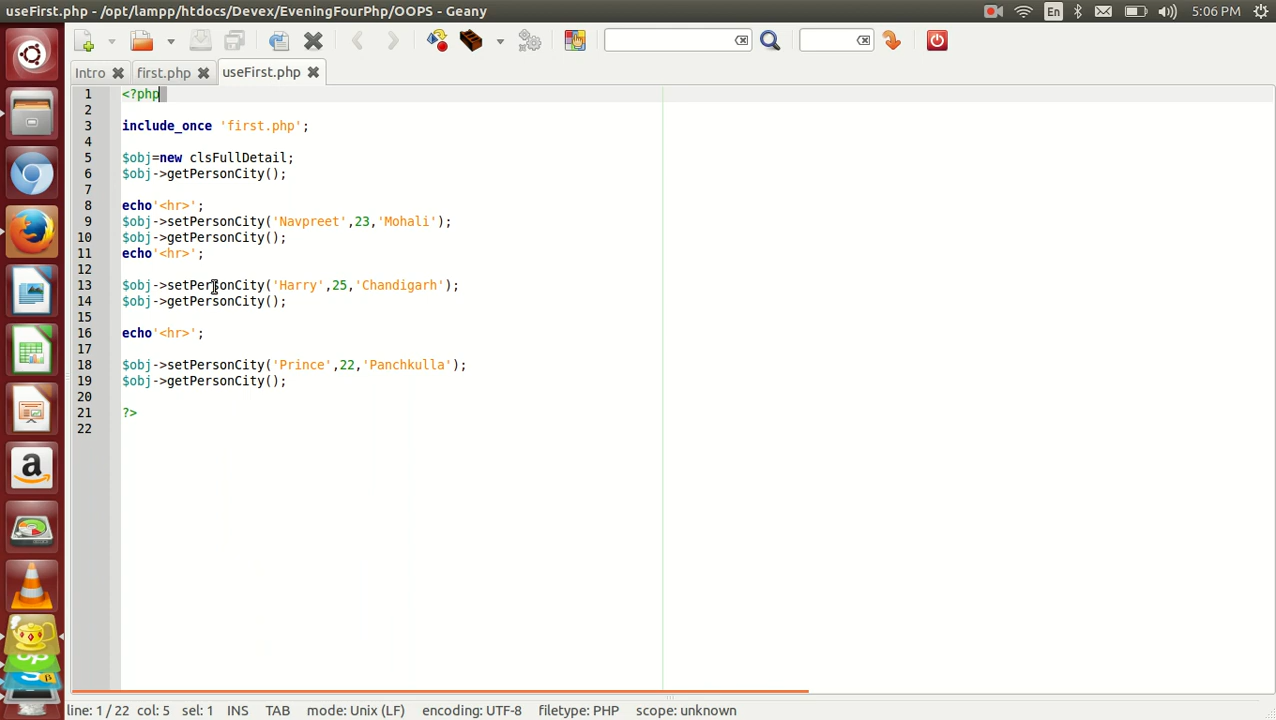 useFirst.php - /opt/lampp/htdocs/Devex/EveningFourPhp/OOPS - Geany
En
5:06 PM
Intro
first.php
useFirst.php
1 <?php
2
3 include_once 'first.php';
4
5 $obj=new clsFullDetail;
6 $obj->getPersonCity();
7
8 echo'<hr>';
9 $obj->setPersonCity('Navpreet',23,'Mohali');
10 $obj->getPersonCity();
11 echo'<hr>';
12
13 $obj->setPersonCity('Harry',25,'Chandigarh');
14 $obj->getPersonCity();
15
16 echo'<hr>';
17
18 $obj->setPersonCity('Prince',22,'Panchkulla');
19 $obj->getPersonCity();
20
21 ?>
22
a
line: 1 / 22 col: 5 sel: 1 INS TAB mode: Unix (LF) encoding: UTF-8 filetype: PHP scope: unknown